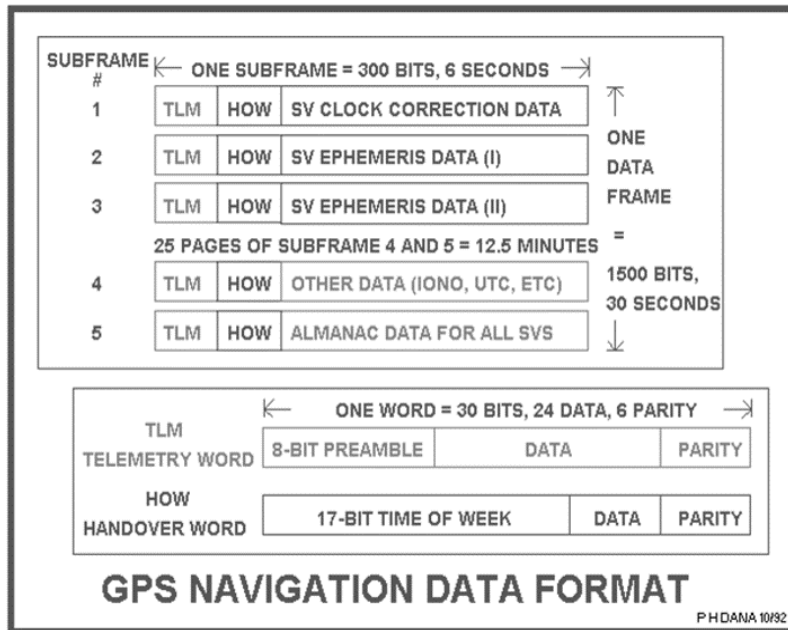 SUBFRAME
#
ONE SUBFRAME = 300 BITS, 6 SECONDS
1 TLM HOW SV CLOCK CORRECTION DATA
2 TLM HOW SV EPHEMERIS DATA (I)
3 TLM HOW SV EPHEMERIS DATA (II)
25 PAGES OF SUBFRAME 4 AND 5 = 12.5 MINUTES
4 TLM HOW OTHER DATA (IONO, UTC, ETC)
5 TLM HOW ALMANAC DATA FOR ALL SVS
ONE
DATA
FRAME
=
1500 BITS,
30 SECONDS
ONE WORD = 30 BITS, 24 DATA, 6 PARITY
TLM
TELEMETRY WORD
8-BIT PREAMBLE DATA PARITY
HOW
HANDOVER WORD
17-BIT TIME OF WEEK DATA PARITY
GPS NAVIGATION DATA FORMAT
P H DANA 10/92